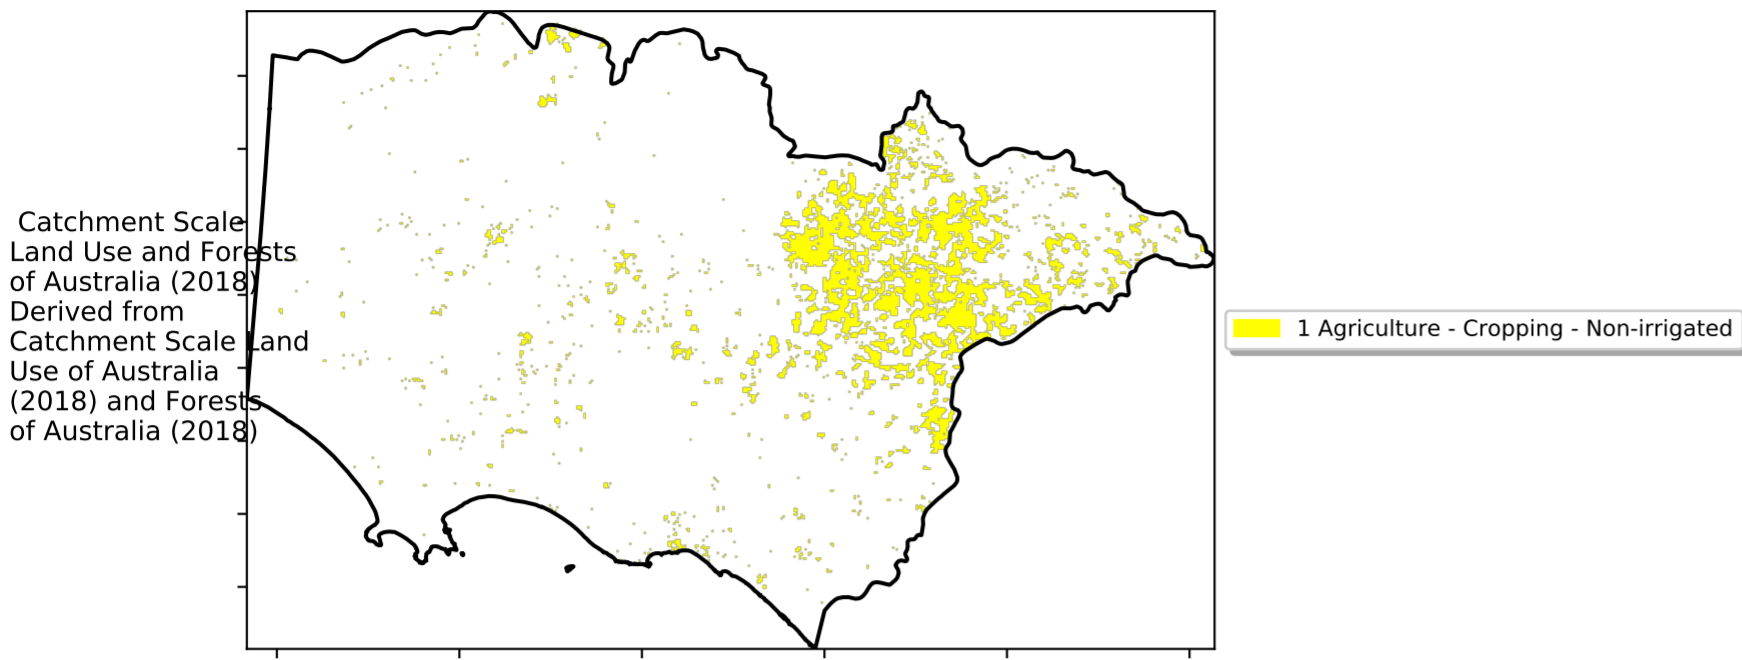 Catchment Scale
Land Use and Forests
of Australia (2018)
Derived from
Catchment Scale Land
Use of Australia
(2018) and Forests
of Australia (2018)
1 Agriculture - Cropping - Non-irrigated